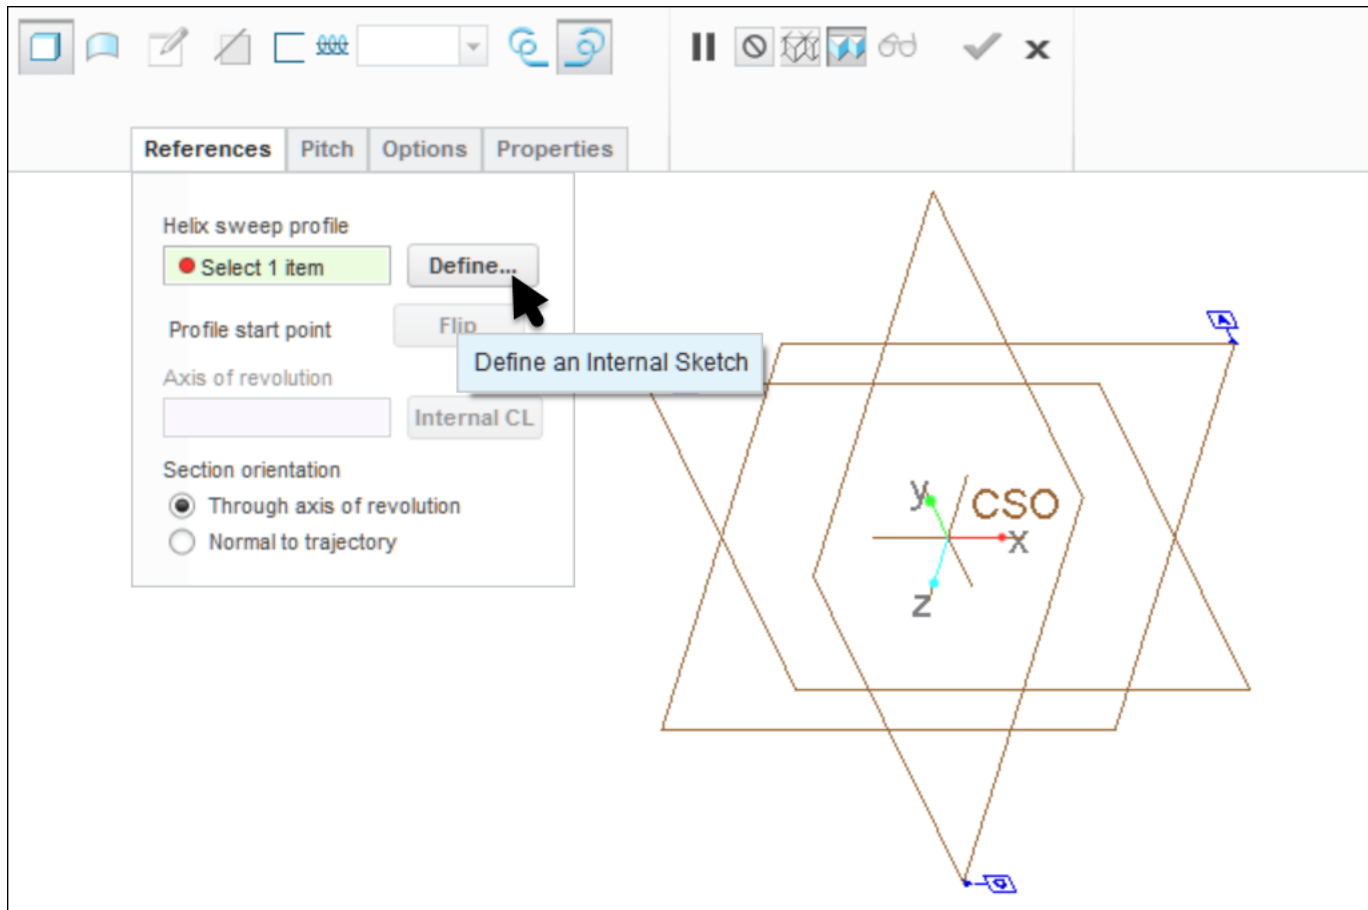 References Pitch Options Properties
Helix sweep profile
Select 1 item Define...
Profile start point Flip
Define an Internal Sketch
Axis of revolution
Internal CL
Section orientation
Through axis of revolution
Normal to trajectory
y CSO
x
z